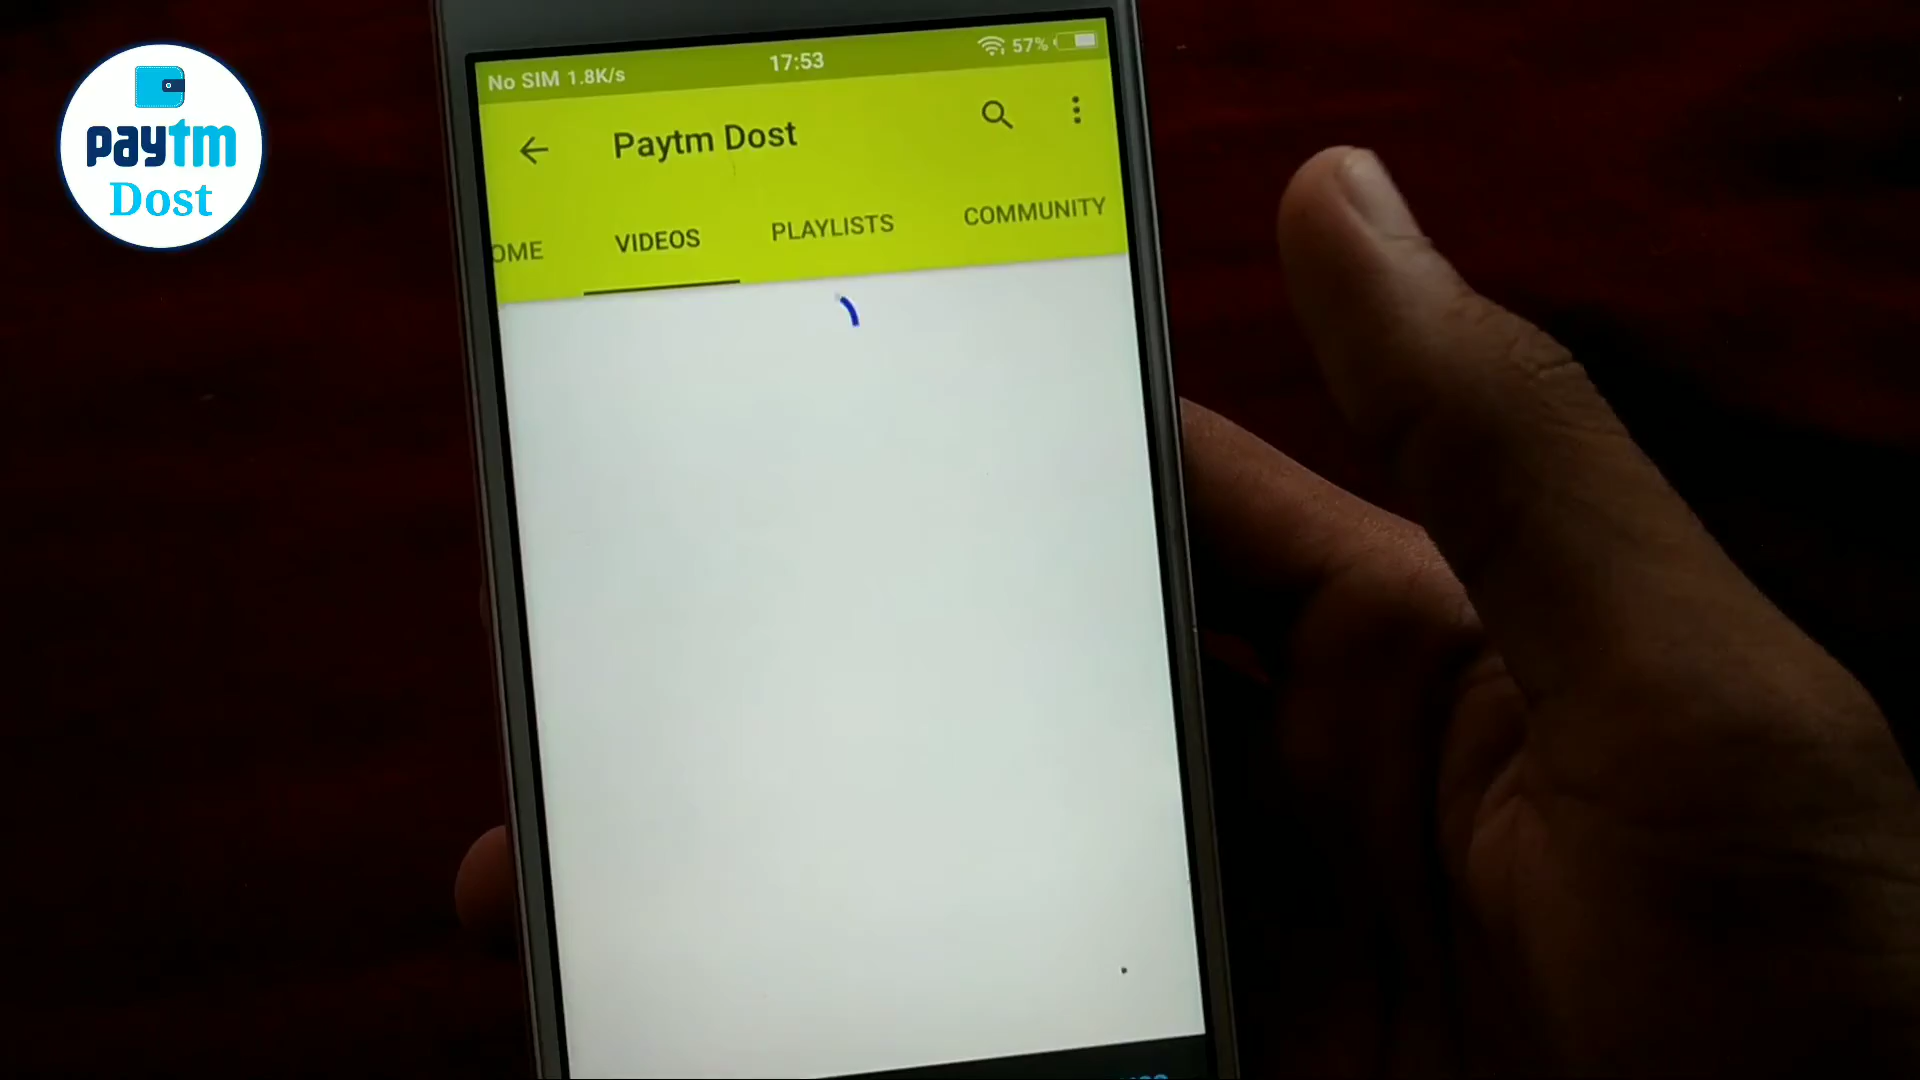 paytm
Dost
No SIM 1.8K/s
17:53
57%
Paytm Dost
OME
VIDEOS
PLAYLISTS
COMMUNITY